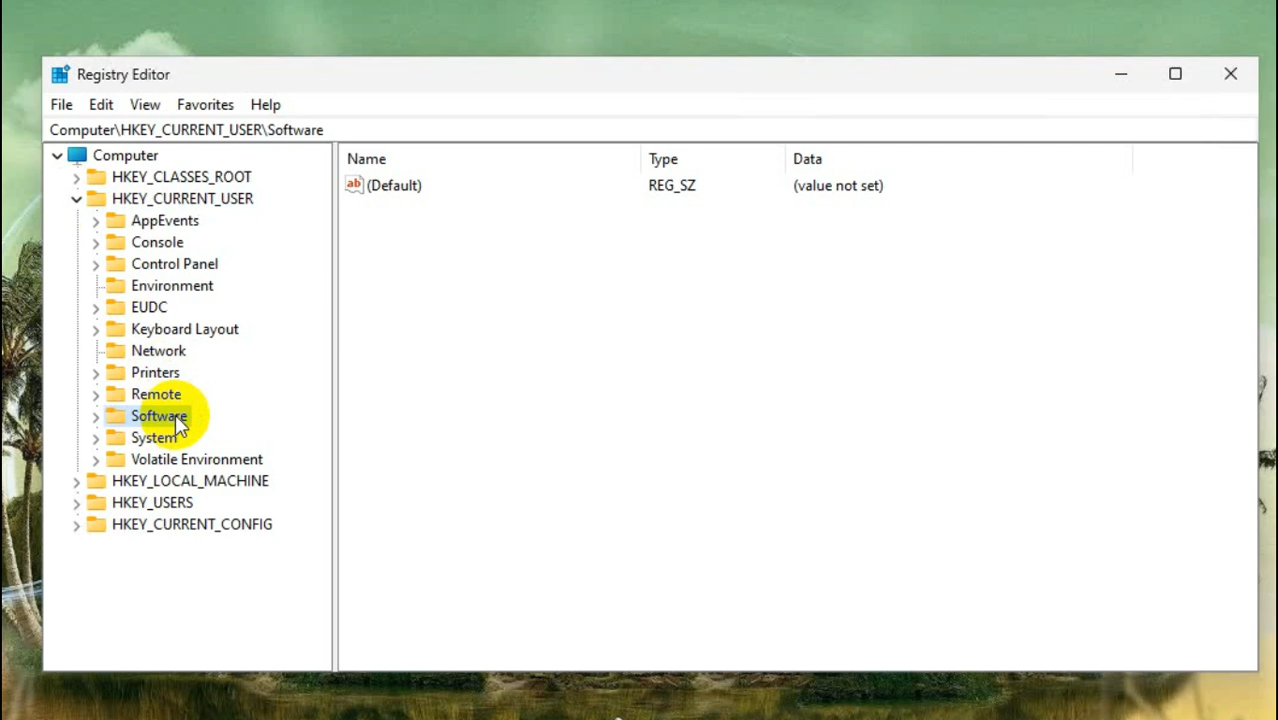 Registry Editor
File Edit View Favorites Help
Computer\HKEY_CURRENT_USER\Software
Computer
HKEY_CLASSES_ROOT
HKEY_CURRENT_USER
AppEvents
Console
Control Panel
Environment
EUDC
Keyboard Layout
Network
Printers
Remote
Software
System
Volatile Environment
HKEY_LOCAL_MACHINE
HKEY_USERS
HKEY_CURRENT_CONFIG
Name Type Data
ab (Default) REG_SZ (value not set)